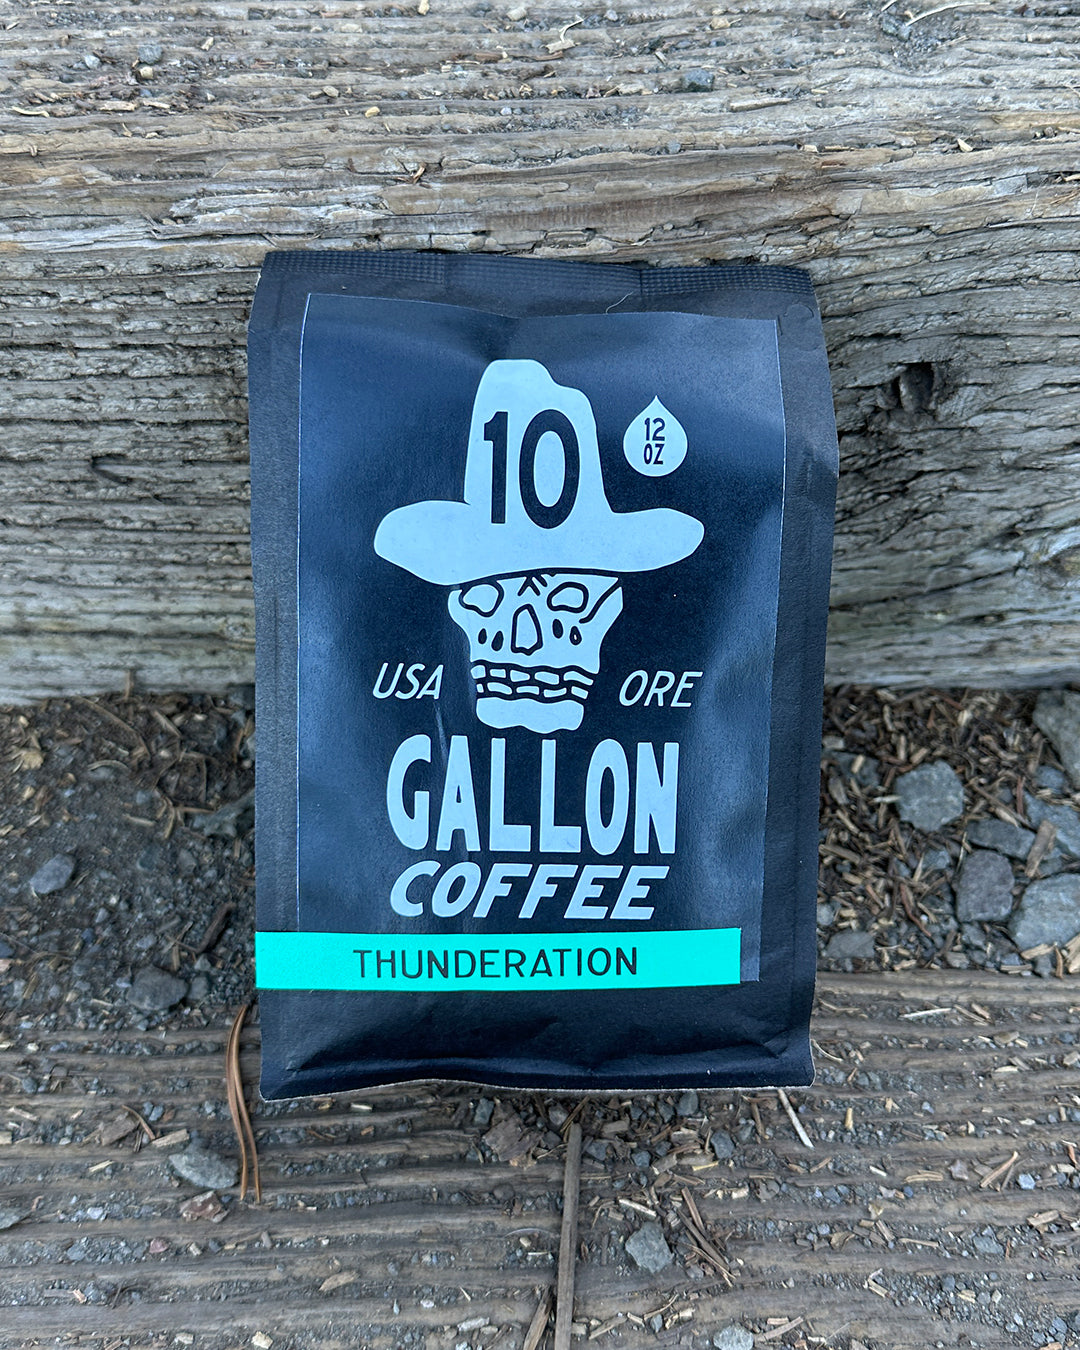 10
12
OZ
USA
ORE
GALLON
COFFEE
THUNDERATION